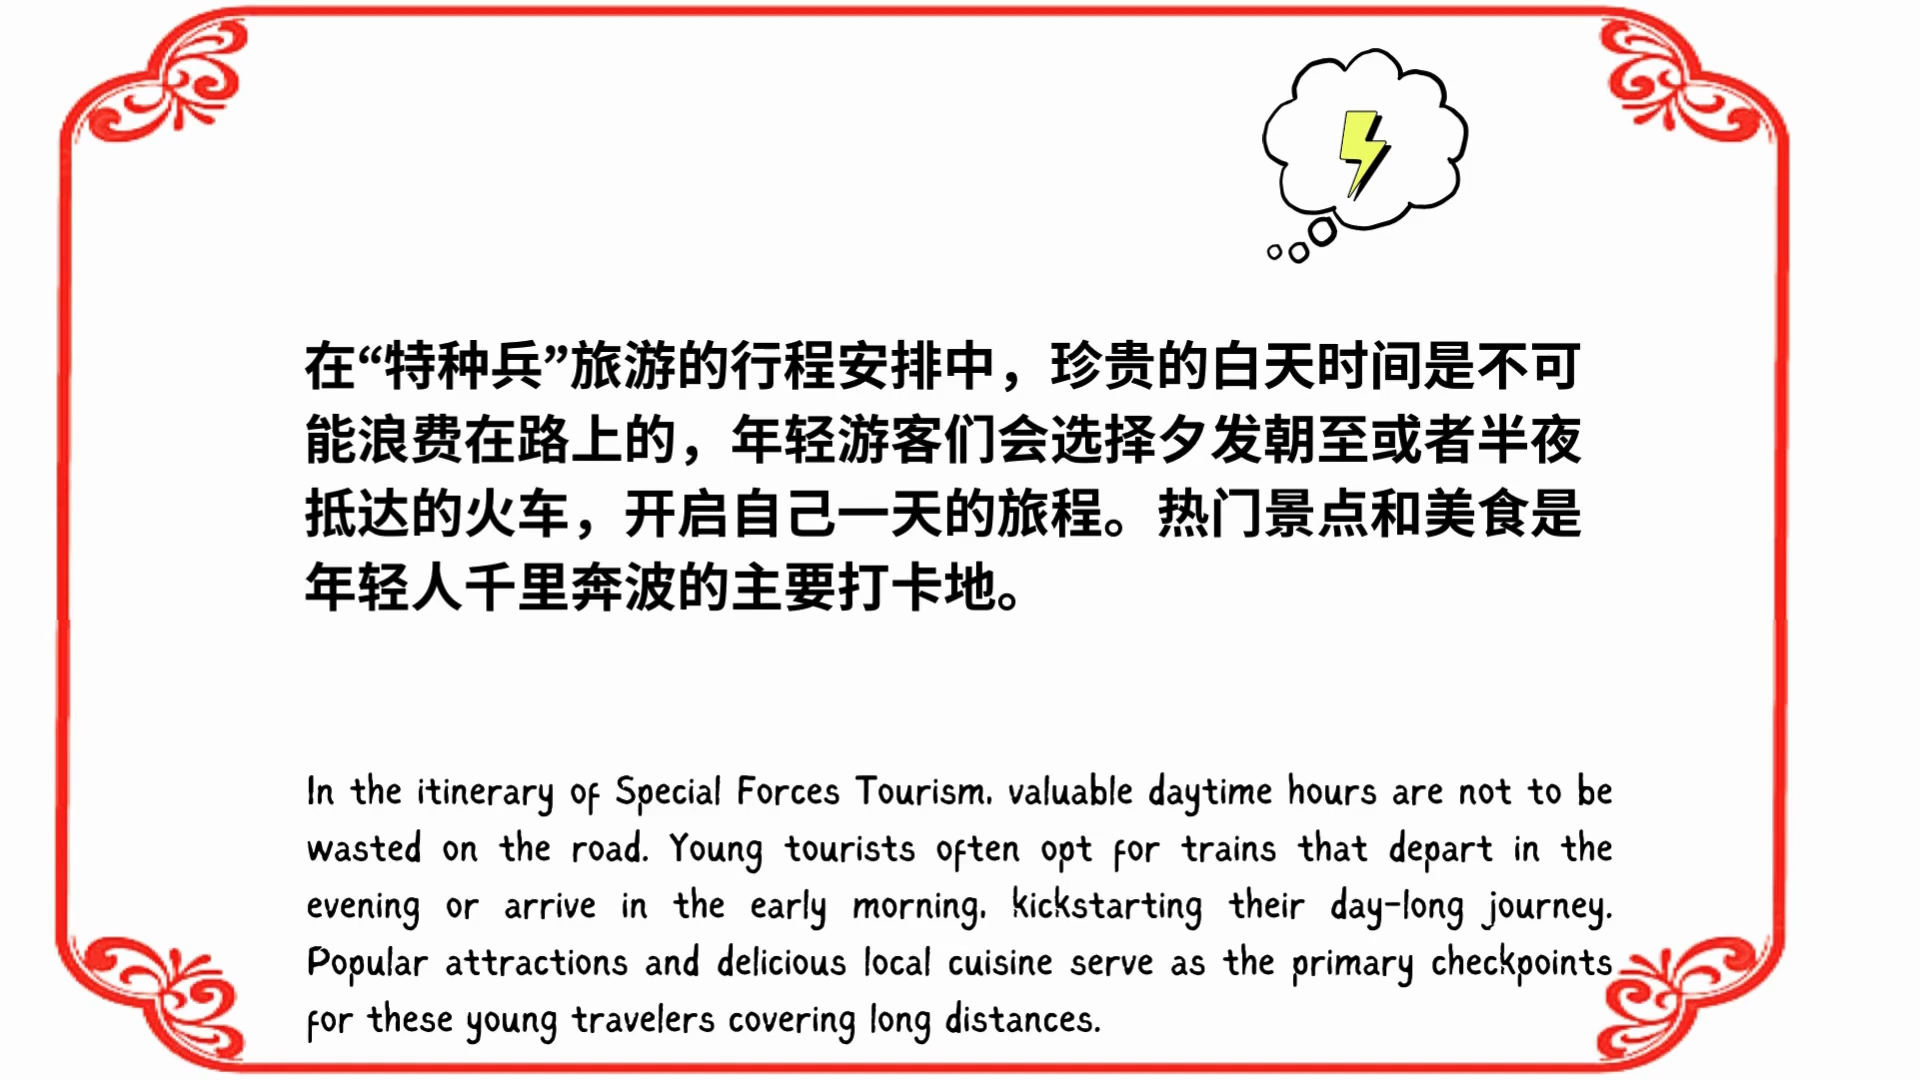 在“特种兵”旅游的行程安排中，珍贵的白天时间是不可
能浪费在路上的，年轻游客们会选择夕发朝至或者半夜
抵达的火车，开启自己一天的旅程。热门景点和美食是
年轻人千里奔波的主要打卡地。
In the itinerary of Special Forces Tourism, valuable daytime hours are not to be
wasted on the road. Young tourists often opt for trains that depart in the
evening or arrive in the early morning, kickstarting their day-long journey.
Popular attractions and delicious local cuisine serve as the primary checkpoints
for these young travelers covering long distances.